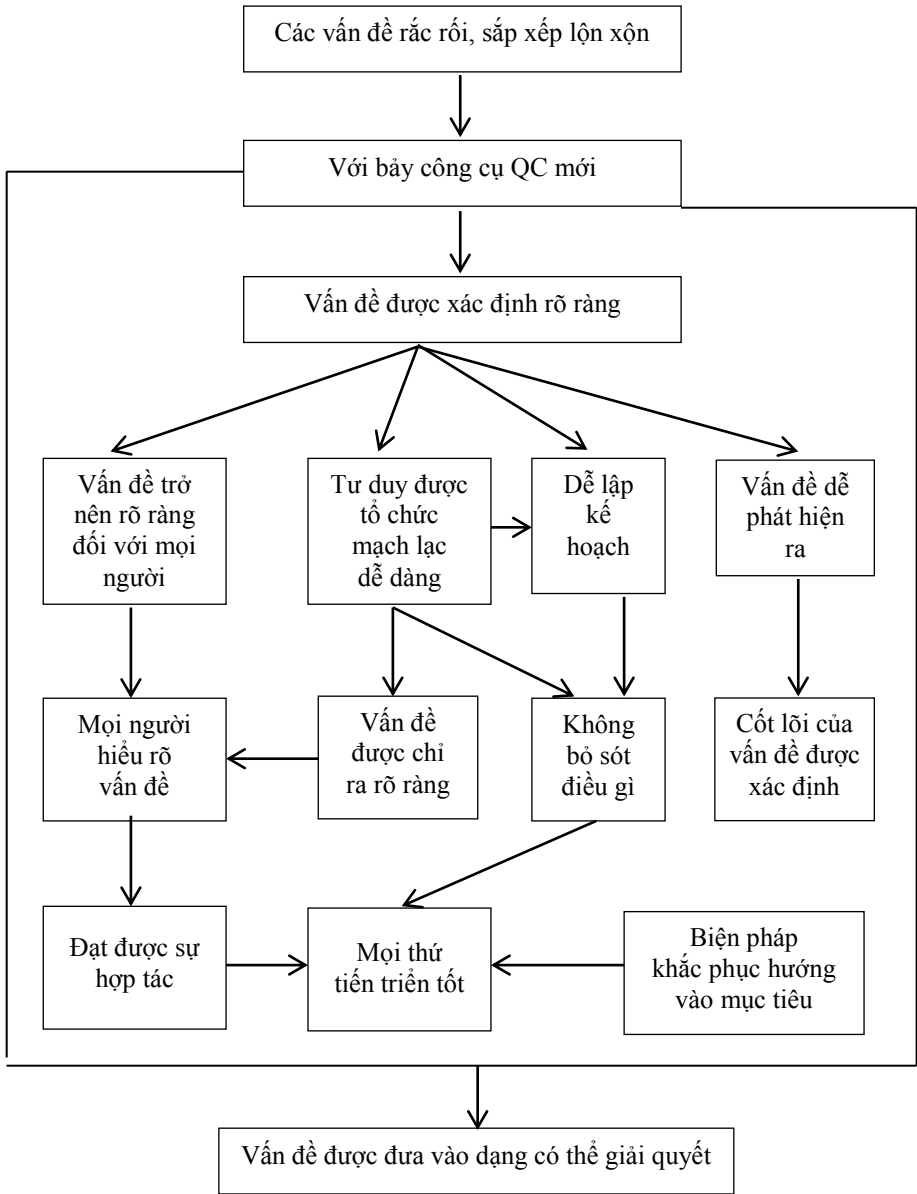 Các vấn đề rắc rối, sắp xếp lộn xộn
Với bảy công cụ QC mới
Vấn đề được xác định rõ ràng
Vấn đề trở
nên rõ ràng
đối với mọi
người
Tư duy được
tổ chức
mạch lạc
dễ dàng
Dễ lập
kế
hoạch
Vấn đề dễ
phát hiện
ra
Mọi người
hiểu rõ
vấn đề
Vấn đề
được chỉ
ra rõ ràng
Không
bỏ sót
điều gì
Cốt lõi của
vấn đề được
xác định
Đạt được sự
hợp tác
Mọi thứ
tiến triển tốt
Biện pháp
khắc phục hướng
vào mục tiêu
Vấn đề được đưa vào dạng có thể giải quyết